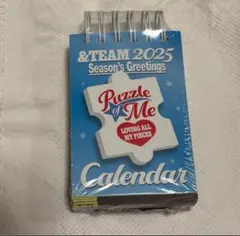 &TEAM 2025
Season's Greetings
Puzzle
of Me
LOVING ALL
MY PIECES
Calendar